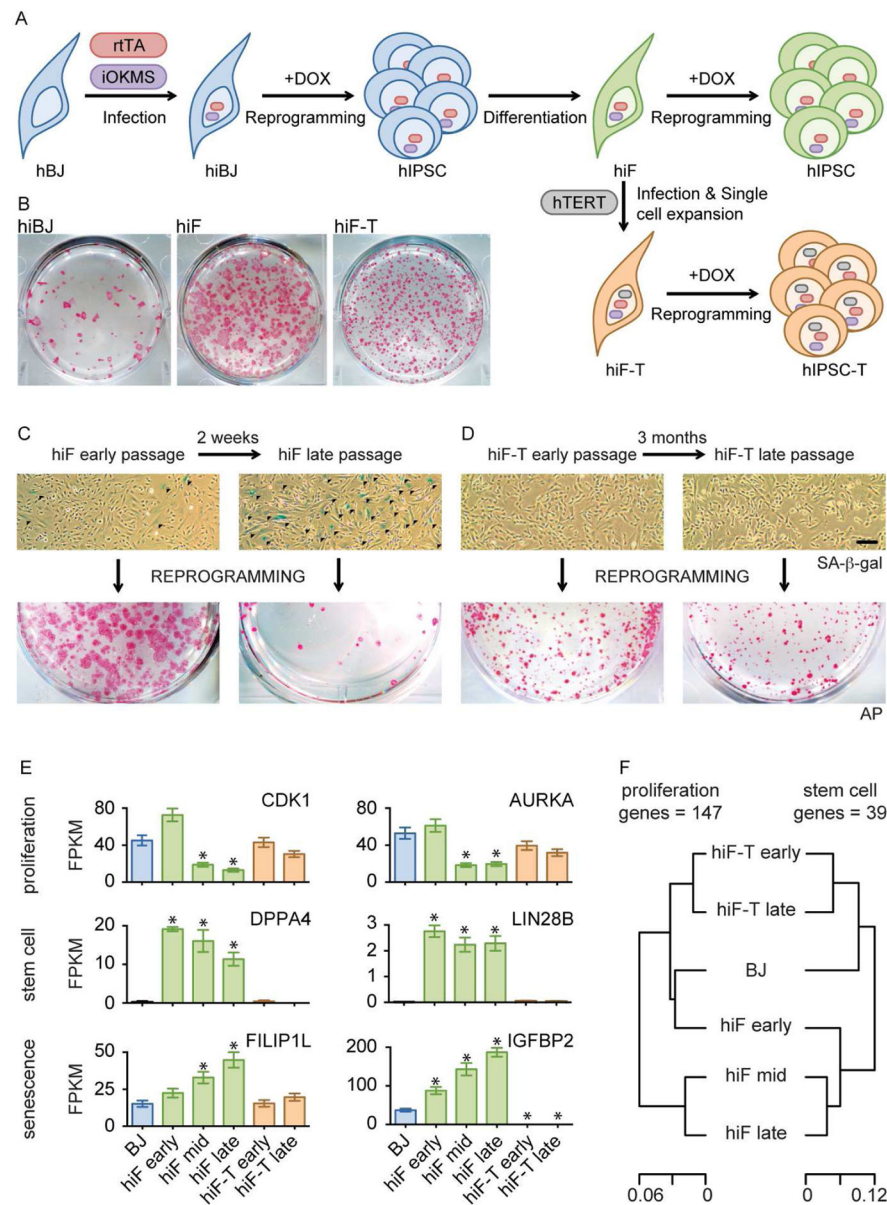 A
rtTA
iOKMS
Infection
+DOX
Reprogramming
Differentiation
+DOX
Reprogramming
hBJ
hiBJ
hIPSC
hiF
hIPSC
hTERT
Infection & Single
cell expansion
+DOX
Reprogramming
hiF-T
hIPSC-T
B
hiBJ
hiF
hiF-T
C
hiF early passage
2 weeks
hiF late passage
D
hiF-T early passage
3 months
hiF-T late passage
SA-β-gal
REPROGRAMMING
REPROGRAMMING
AP
E
proliferation
FPKM
80
40
0
CDK1
* *
80
40
0
AURKA
* *
stem cell
FPKM
20
10
0
DPPA4
* * *
3
2
1
0
LIN28B
* * *
senescence
FPKM
50
25
0
FILIP1L
* *
200
100
0
IGFBP2
* * * * *
BJ
hiF early
hiF mid
hiF late
hiF-T early
hiF-T late
BJ
hiF early
hiF mid
hiF late
hiF-T early
hiF-T late
F
proliferation
genes = 147
stem cell
genes = 39
hiF-T early
hiF-T late
BJ
hiF early
hiF mid
hiF late
0.06 0
0 0.12